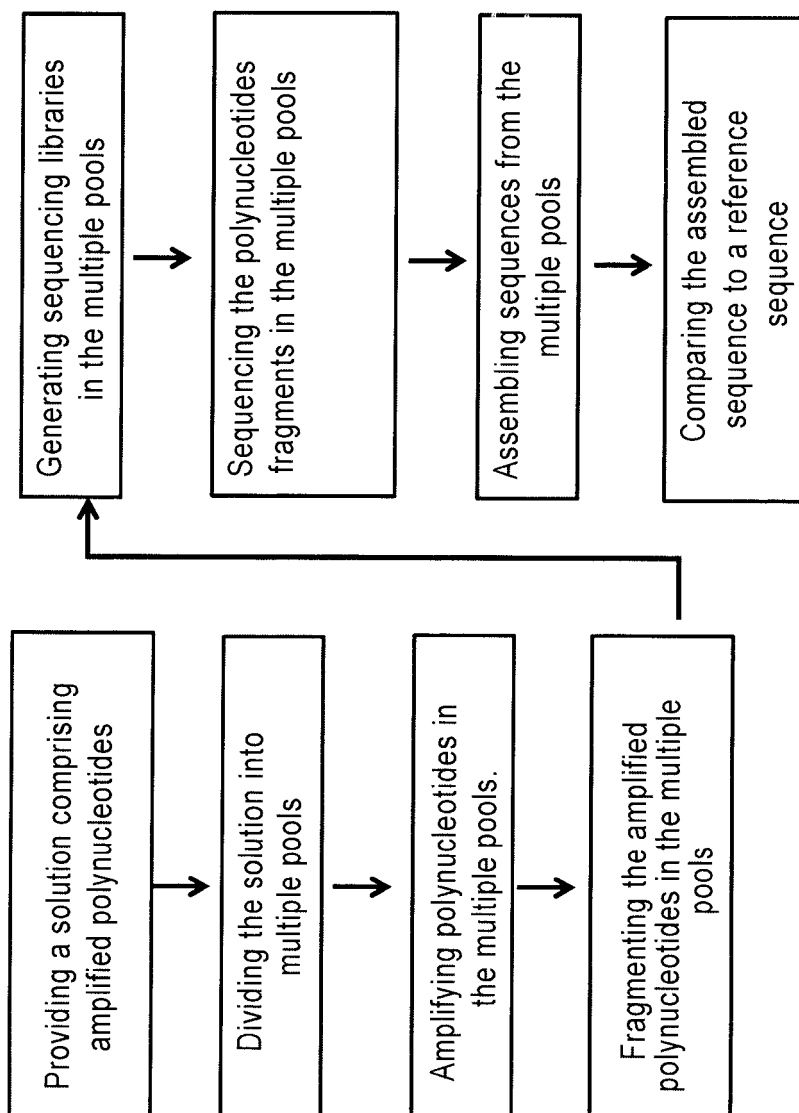 Providing a solution comprising
amplified polynucleotides
Dividing the solution into
multiple pools
Amplifying polynucleotides in
the multiple pools.
Fragmenting the amplified
polynucleotides in the multiple
pools
Generating sequencing libraries
in the multiple pools
Sequencing the polynucleotides
fragments in the multiple pools
Assembling sequences from the
multiple pools
Comparing the assembled
sequence to a reference
sequence